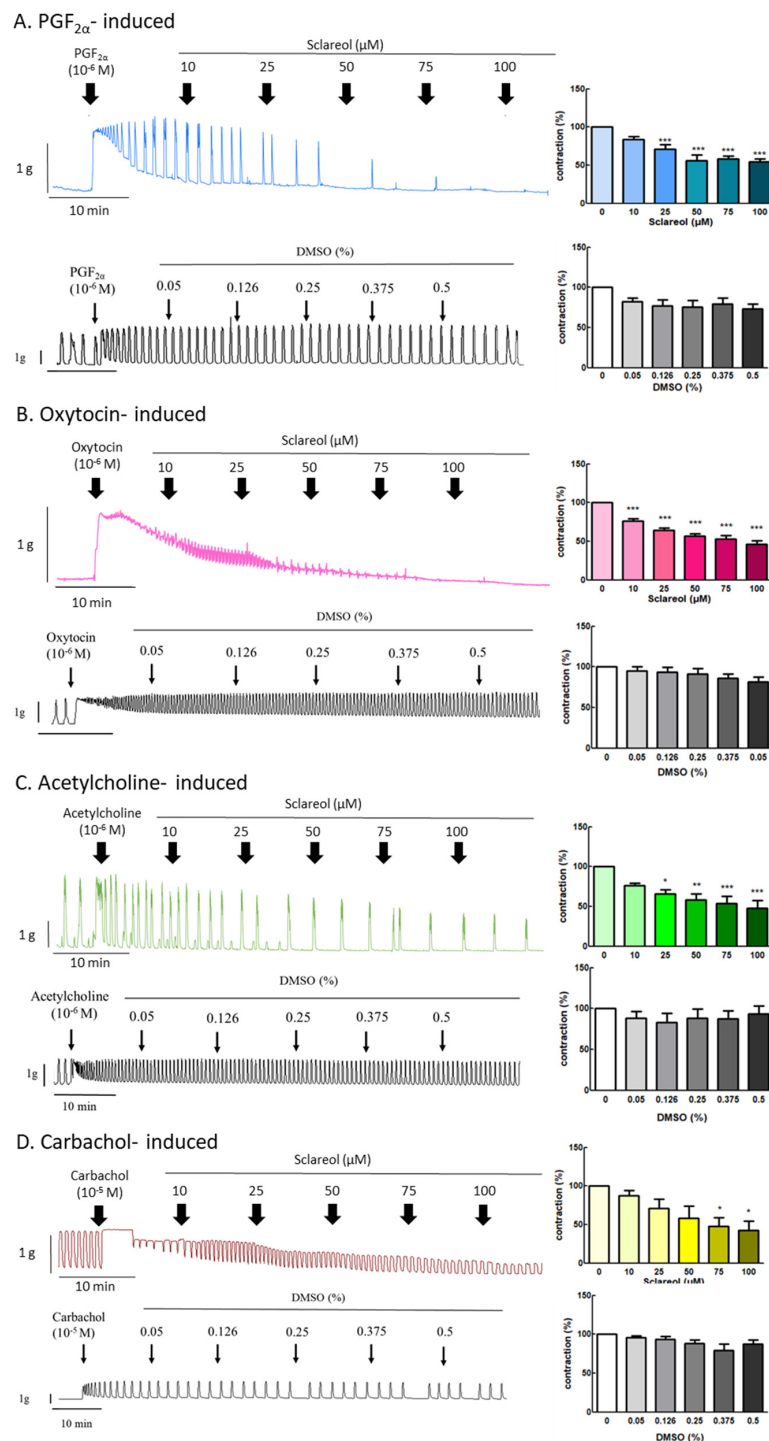 A. PGF2α- induced
Sclareol (µM)
PGF2α
(10-6 M)
10 25 50 75 100
1 g
10 min
contraction (%)
150
100
50
0
*** *** *** ***
0 10 25 50 75 100
Sclareol (µM)
DMSO (%)
PGF2α
(10-6 M)
0.05 0.126 0.25 0.375 0.5
1g
contraction (%)
150
100
50
0
0 0.05 0.126 0.25 0.375 0.5
DMSO (%)
B. Oxytocin- induced
Sclareol (µM)
Oxytocin
(10-6 M)
10 25 50 75 100
1 g
10 min
contraction (%)
150
100
50
0
*** *** *** *** ***
0 10 25 50 75 100
Sclareol (µM)
DMSO (%)
Oxytocin
(10-6 M)
0.05 0.126 0.25 0.375 0.5
1g
contraction (%)
150
100
50
0
0 0.05 0.126 0.25 0.375 0.05
DMSO (%)
C. Acetylcholine- induced
Sclareol (µM)
Acetylcholine
(10-6 M)
10 25 50 75 100
1 g
10 min
contraction (%)
150
100
50
0
* ** *** ***
0 10 25 50 75 100
Sclareol (µM)
DMSO (%)
Acetylcholine
(10-6 M)
0.05 0.126 0.25 0.375 0.5
1g
10 min
contraction (%)
150
100
50
0
0 0.05 0.126 0.25 0.375 0.5
DMSO (%)
D. Carbachol- induced
Sclareol (µM)
Carbachol
(10-5 M)
10 25 50 75 100
1 g
10 min
contraction (%)
150
100
50
0
* *
0 10 25 50 75 100
Sclareol (µM)
DMSO (%)
Carbachol
(10-5 M)
0.05 0.126 0.25 0.375 0.5
1g
10 min
contraction (%)
150
100
50
0
0 0.05 0.126 0.25 0.375 0.5
DMSO (%)